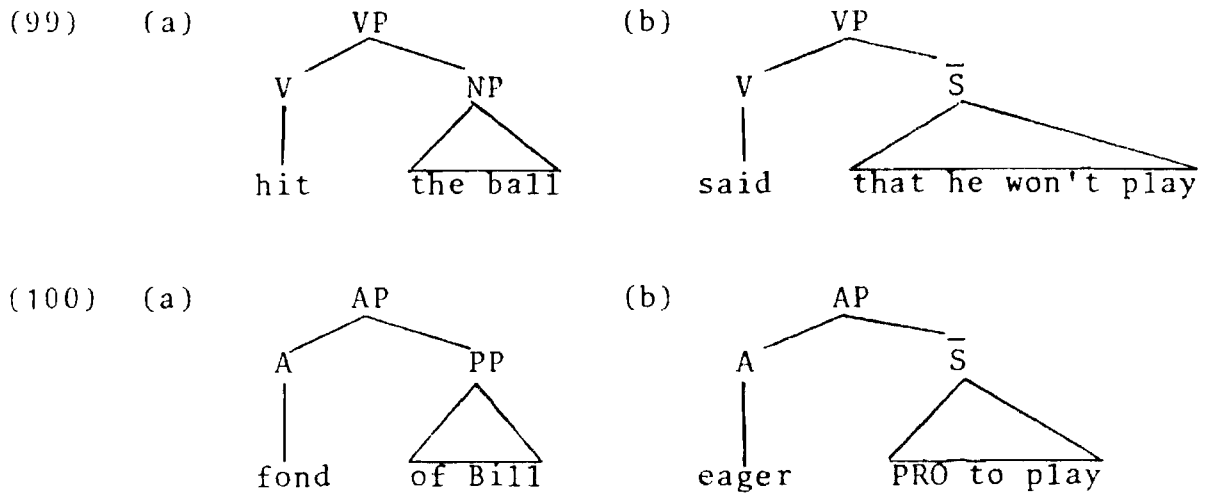 (99) (a) VP (b) VP
V NP V S̅
hit the ball said that he won't play
(100) (a) AP (b) AP
A PP A S̅
fond of Bill eager PRO to play